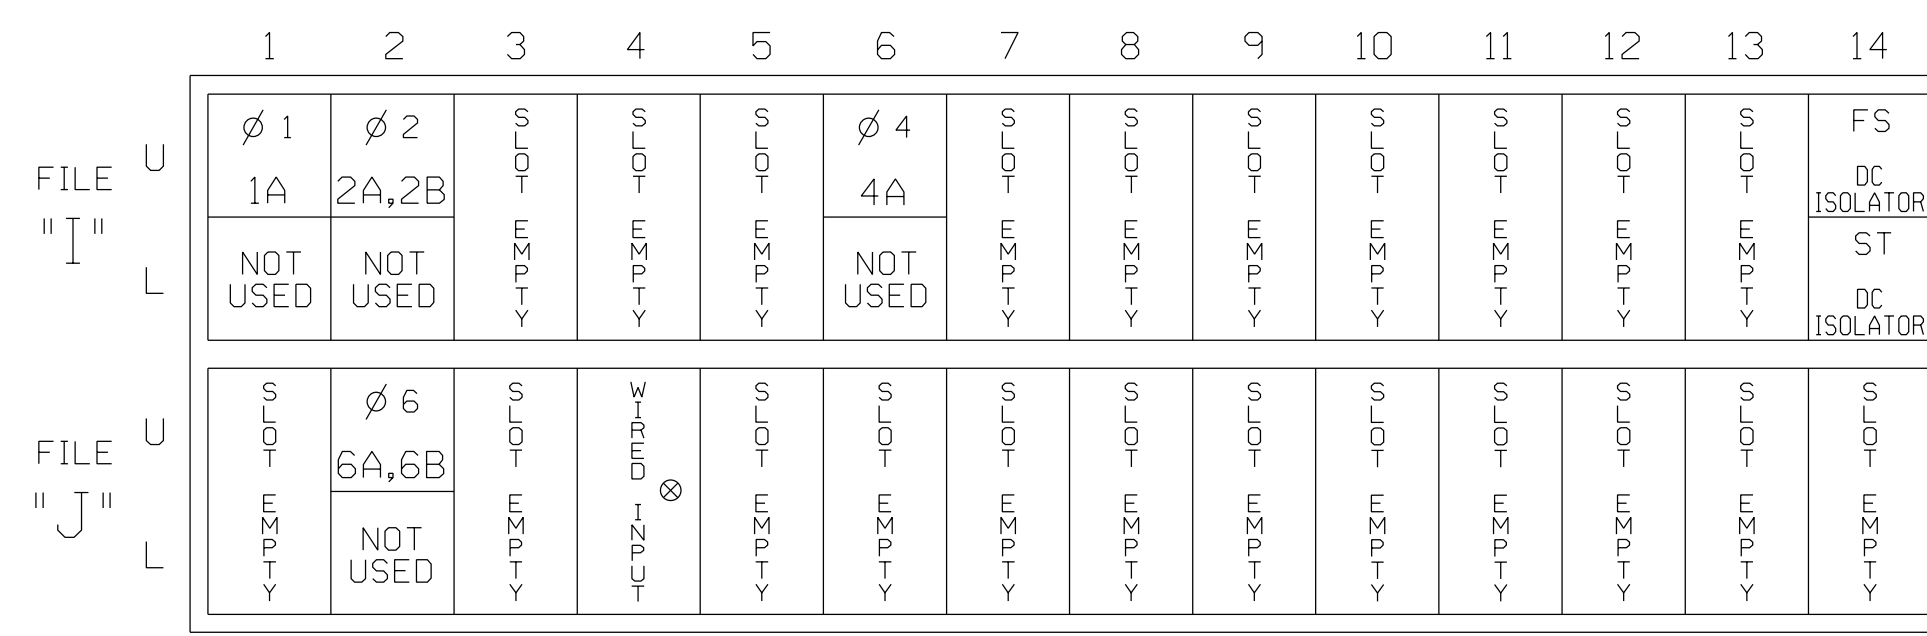 1 2 3 4 5 6 7 8 9 10 11 12 13 14
FILE "I"
U
L
Ø 1
1A
NOT
USED
Ø 2
2A,2B
NOT
USED
SLOT EMPTY
SLOT EMPTY
SLOT EMPTY
Ø 4
4A
NOT
USED
SLOT EMPTY
SLOT EMPTY
SLOT EMPTY
SLOT EMPTY
SLOT EMPTY
SLOT EMPTY
SLOT EMPTY
FS
DC
ISOLATOR
ST
DC
ISOLATOR
FILE "J"
U
L
SLOT EMPTY
Ø 6
6A,6B
NOT
USED
SLOT EMPTY
WIRED INPUT
SLOT EMPTY
SLOT EMPTY
SLOT EMPTY
SLOT EMPTY
SLOT EMPTY
SLOT EMPTY
SLOT EMPTY
SLOT EMPTY
SLOT EMPTY
SLOT EMPTY